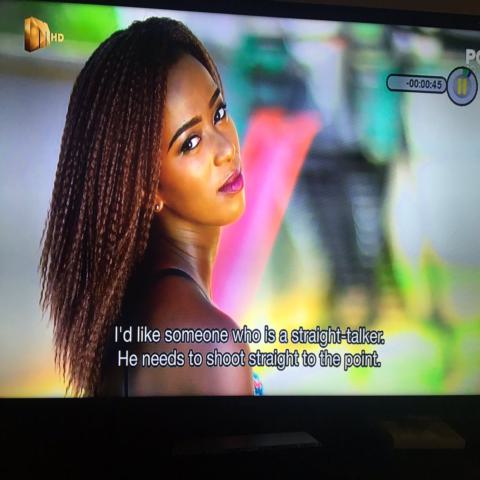 HD
-00:00:45
I'd like someone who is a straight-talker.
He needs to shoot straight to the point.